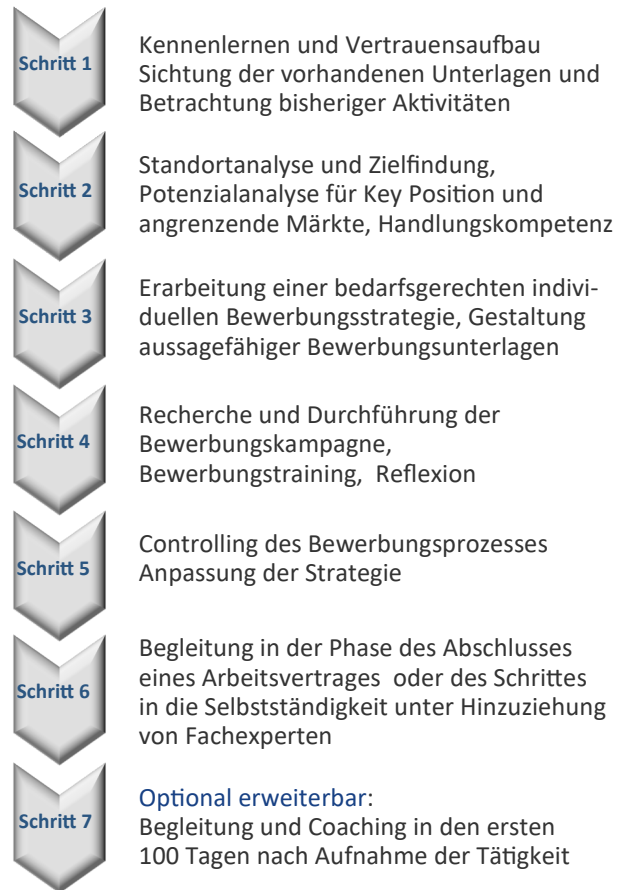 Schritt 1
Kennenlernen und Vertrauensaufbau
Sichtung der vorhandenen Unterlagen und
Betrachtung bisheriger Aktivitäten
Schritt 2
Standortanalyse und Zielfindung,
Potenzialanalyse für Key Position und
angrenzende Märkte, Handlungskompetenz
Schritt 3
Erarbeitung einer bedarfsgerechten indivi-
duellen Bewerbungsstrategie, Gestaltung
aussagefähiger Bewerbungsunterlagen
Schritt 4
Recherche und Durchführung der
Bewerbungskampagne,
Bewerbungstraining, Reflexion
Schritt 5
Controlling des Bewerbungsprozesses
Anpassung der Strategie
Schritt 6
Begleitung in der Phase des Abschlusses
eines Arbeitsvertrages oder des Schrittes
in die Selbstständigkeit unter Hinzuziehung
von Fachexperten
Schritt 7
Optional erweiterbar:
Begleitung und Coaching in den ersten
100 Tagen nach Aufnahme der Tätigkeit